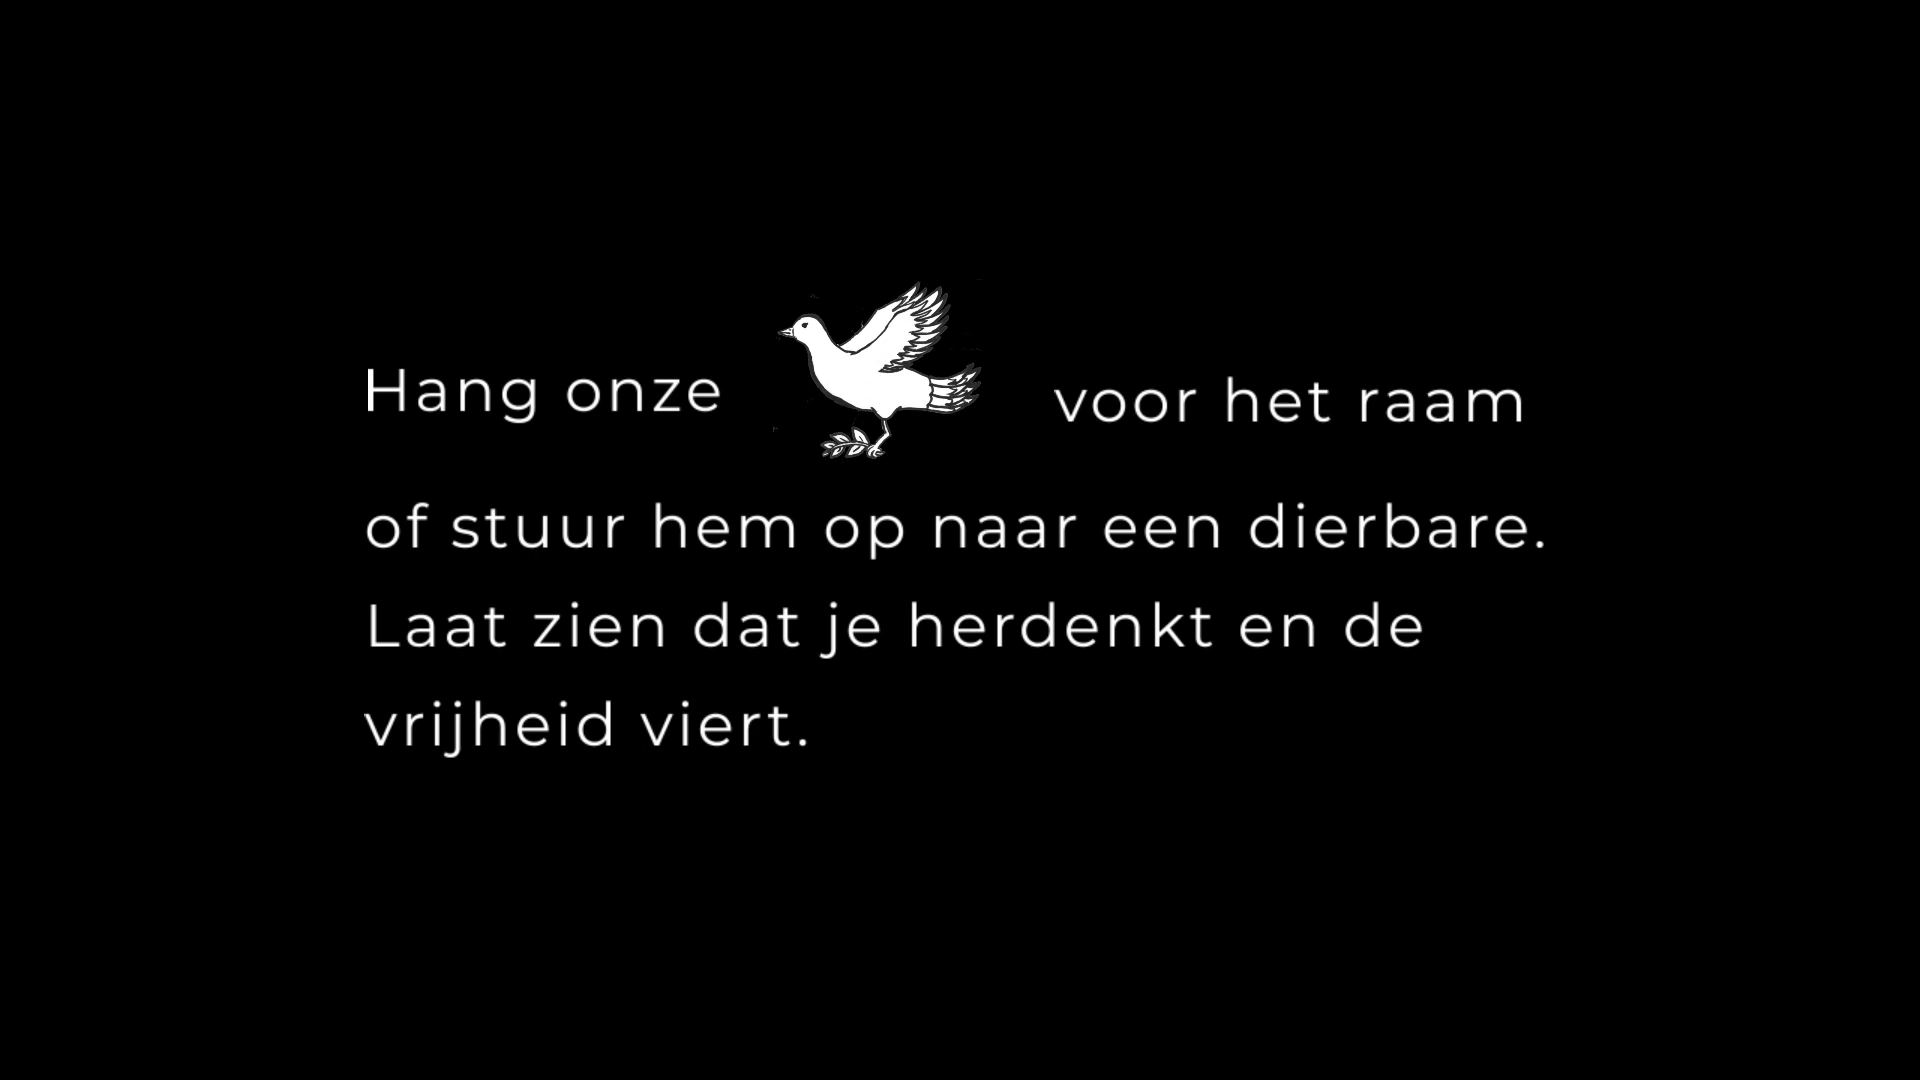 Hang onze voor het raam
of stuur hem op naar een dierbare.
Laat zien dat je herdenkt en de
vrijheid viert.